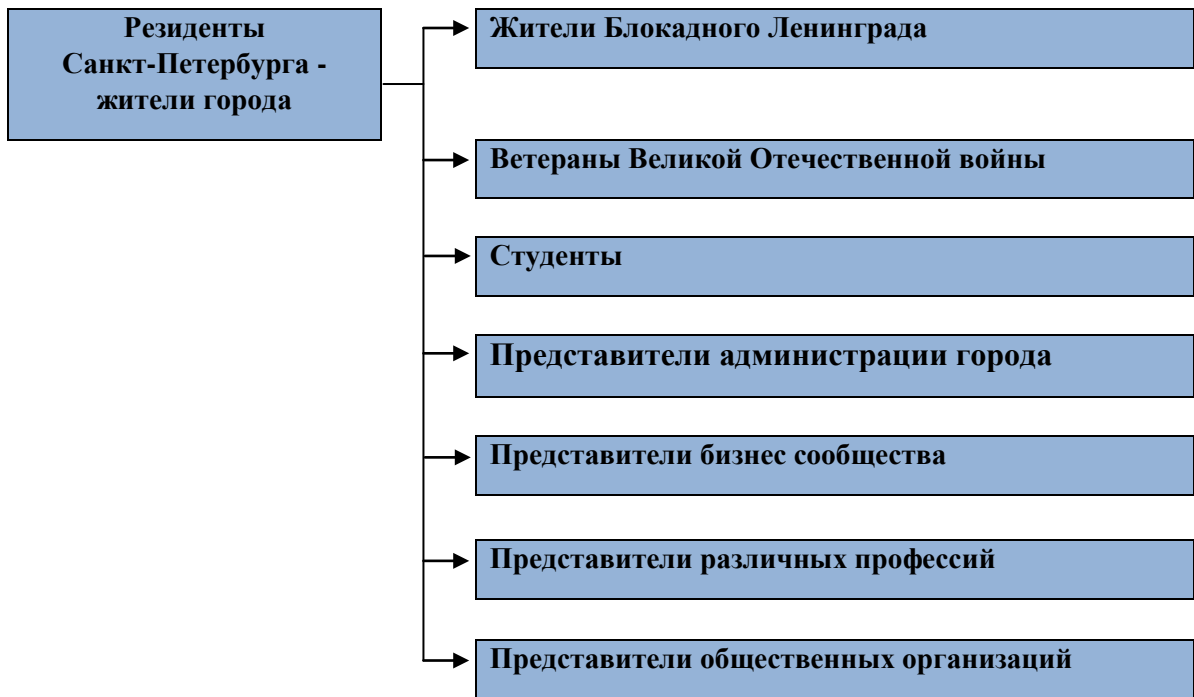 Резиденты
Санкт-Петербурга -
жители города
Жители Блокадного Ленинграда
Ветераны Великой Отечественной войны
Студенты
Представители администрации города
Представители бизнес сообщества
Представители различных профессий
Представители общественных организаций